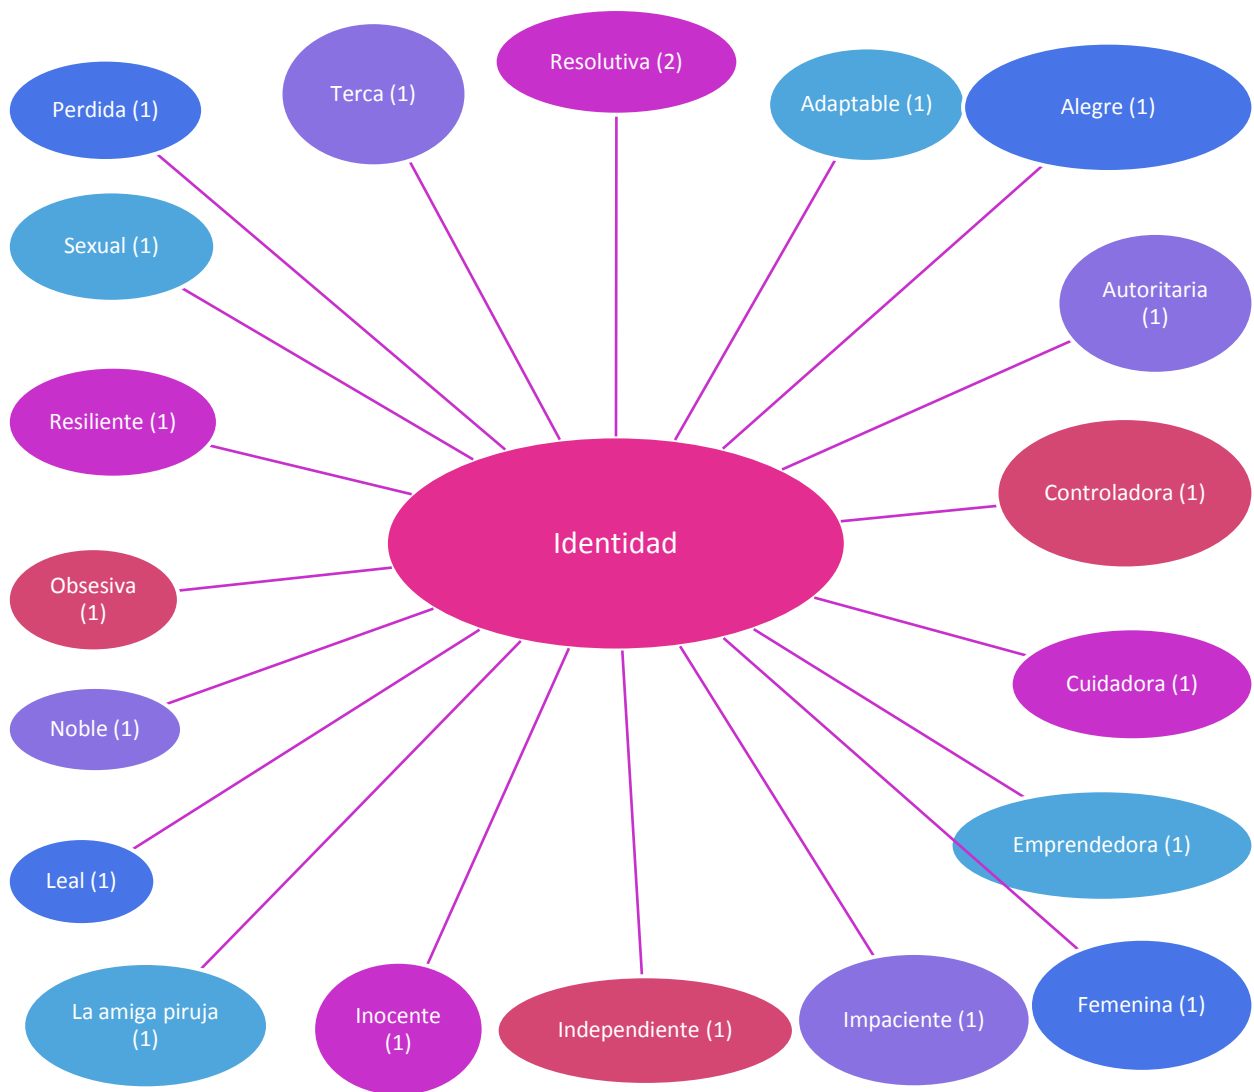 Resolutiva (2)
Terca (1)
Adaptable (1)
Alegre (1)
Perdida (1)
Sexual (1)
Autoritaria
(1)
Resiliente (1)
Controladora (1)
Identidad
Obsesiva
(1)
Cuidadora (1)
Noble (1)
Emprendedora (1)
Leal (1)
La amiga piruja
(1)
Inocente
(1)
Independiente (1)
Impaciente (1)
Femenina (1)